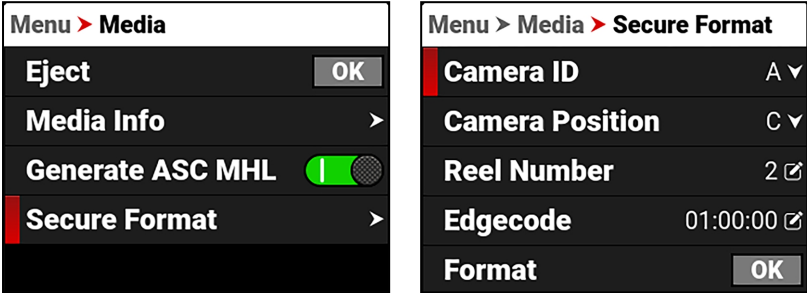 Menu > Media
Eject OK
Media Info
Generate ASC MHL
Secure Format
Menu > Media > Secure Format
Camera ID A
Camera Position C
Reel Number 2
Edgecode 01:00:00
Format OK